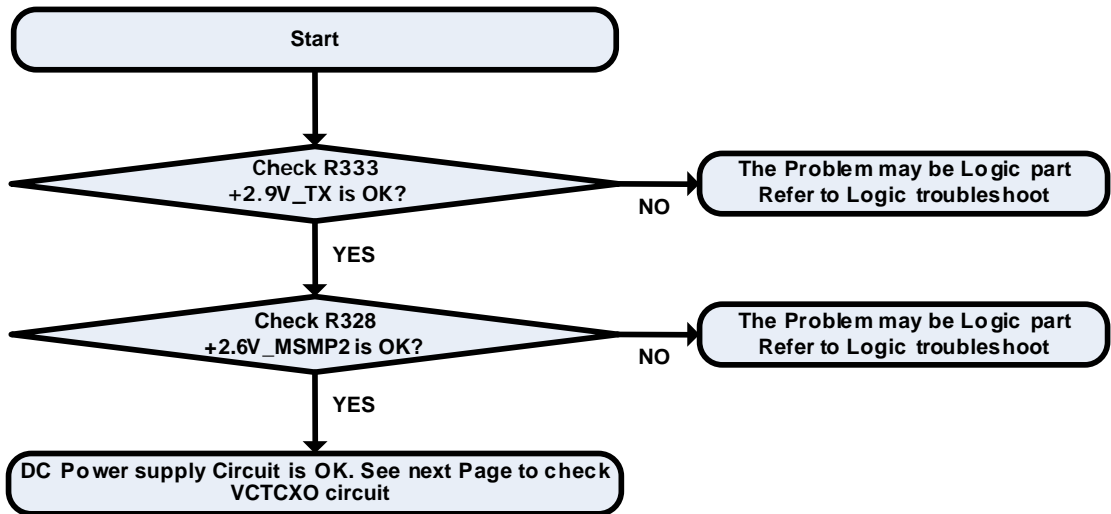 Start
Check R333
+2.9V_TX is OK?
The Problem may be Logic part
Refer to Logic troubleshoot
NO
YES
Check R328
+2.6V_MSMP2 is OK?
The Problem may be Logic part
Refer to Logic troubleshoot
NO
YES
DC Power supply Circuit is OK. See next Page to check
VCTCXO circuit